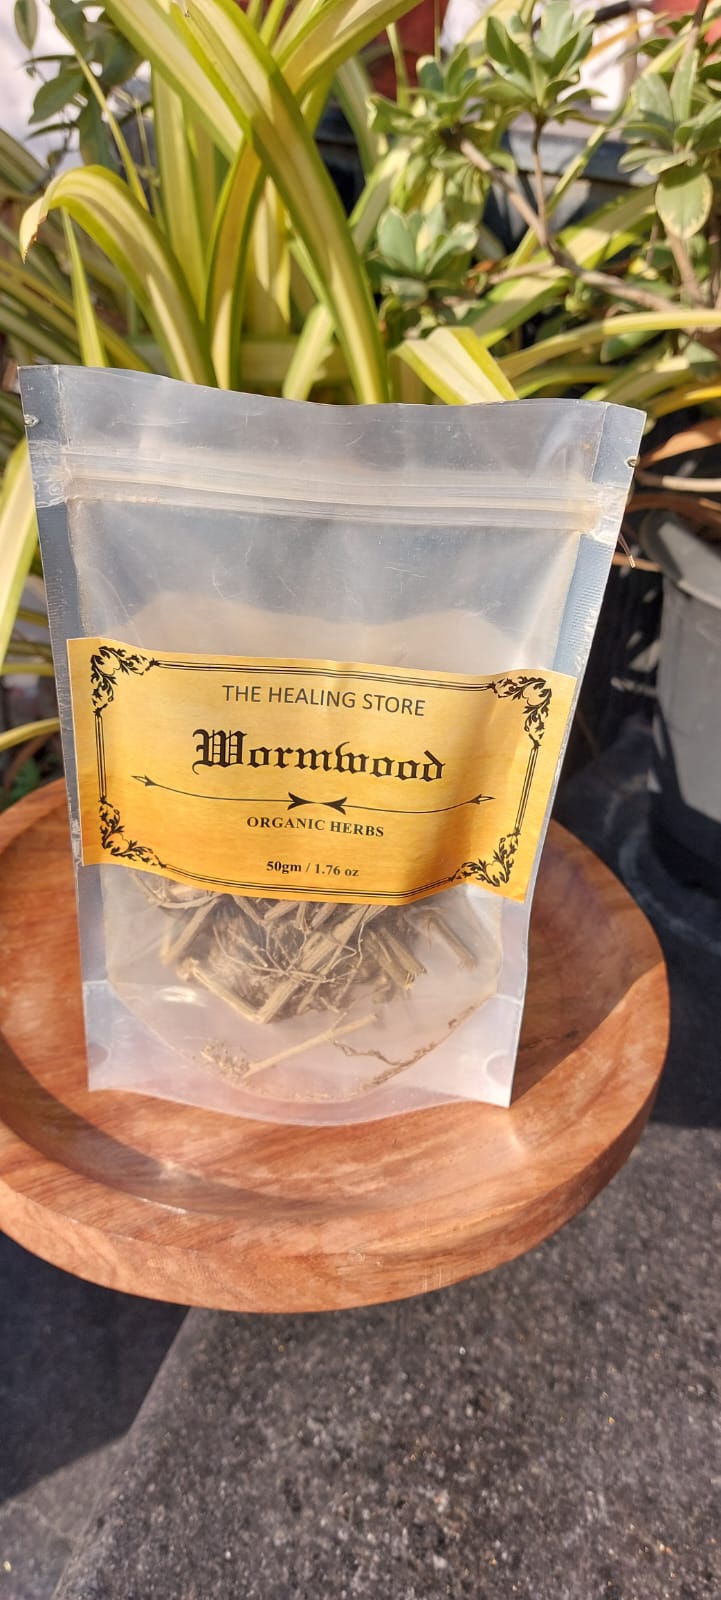 THE HEALING STORE
Wormwood
ORGANIC HERBS
50gm / 1.76 oz